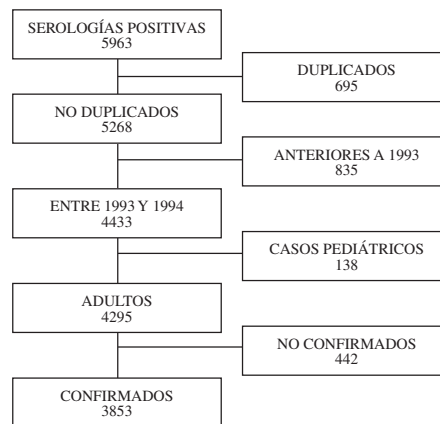 SEROLOGÍAS POSITIVAS
5963
DUPLICADOS
695
NO DUPLICADOS
5268
ANTERIORES A 1993
835
ENTRE 1993 Y 1994
4433
CASOS PEDIÁTRICOS
138
ADULTOS
4295
NO CONFIRMADOS
442
CONFIRMADOS
3853